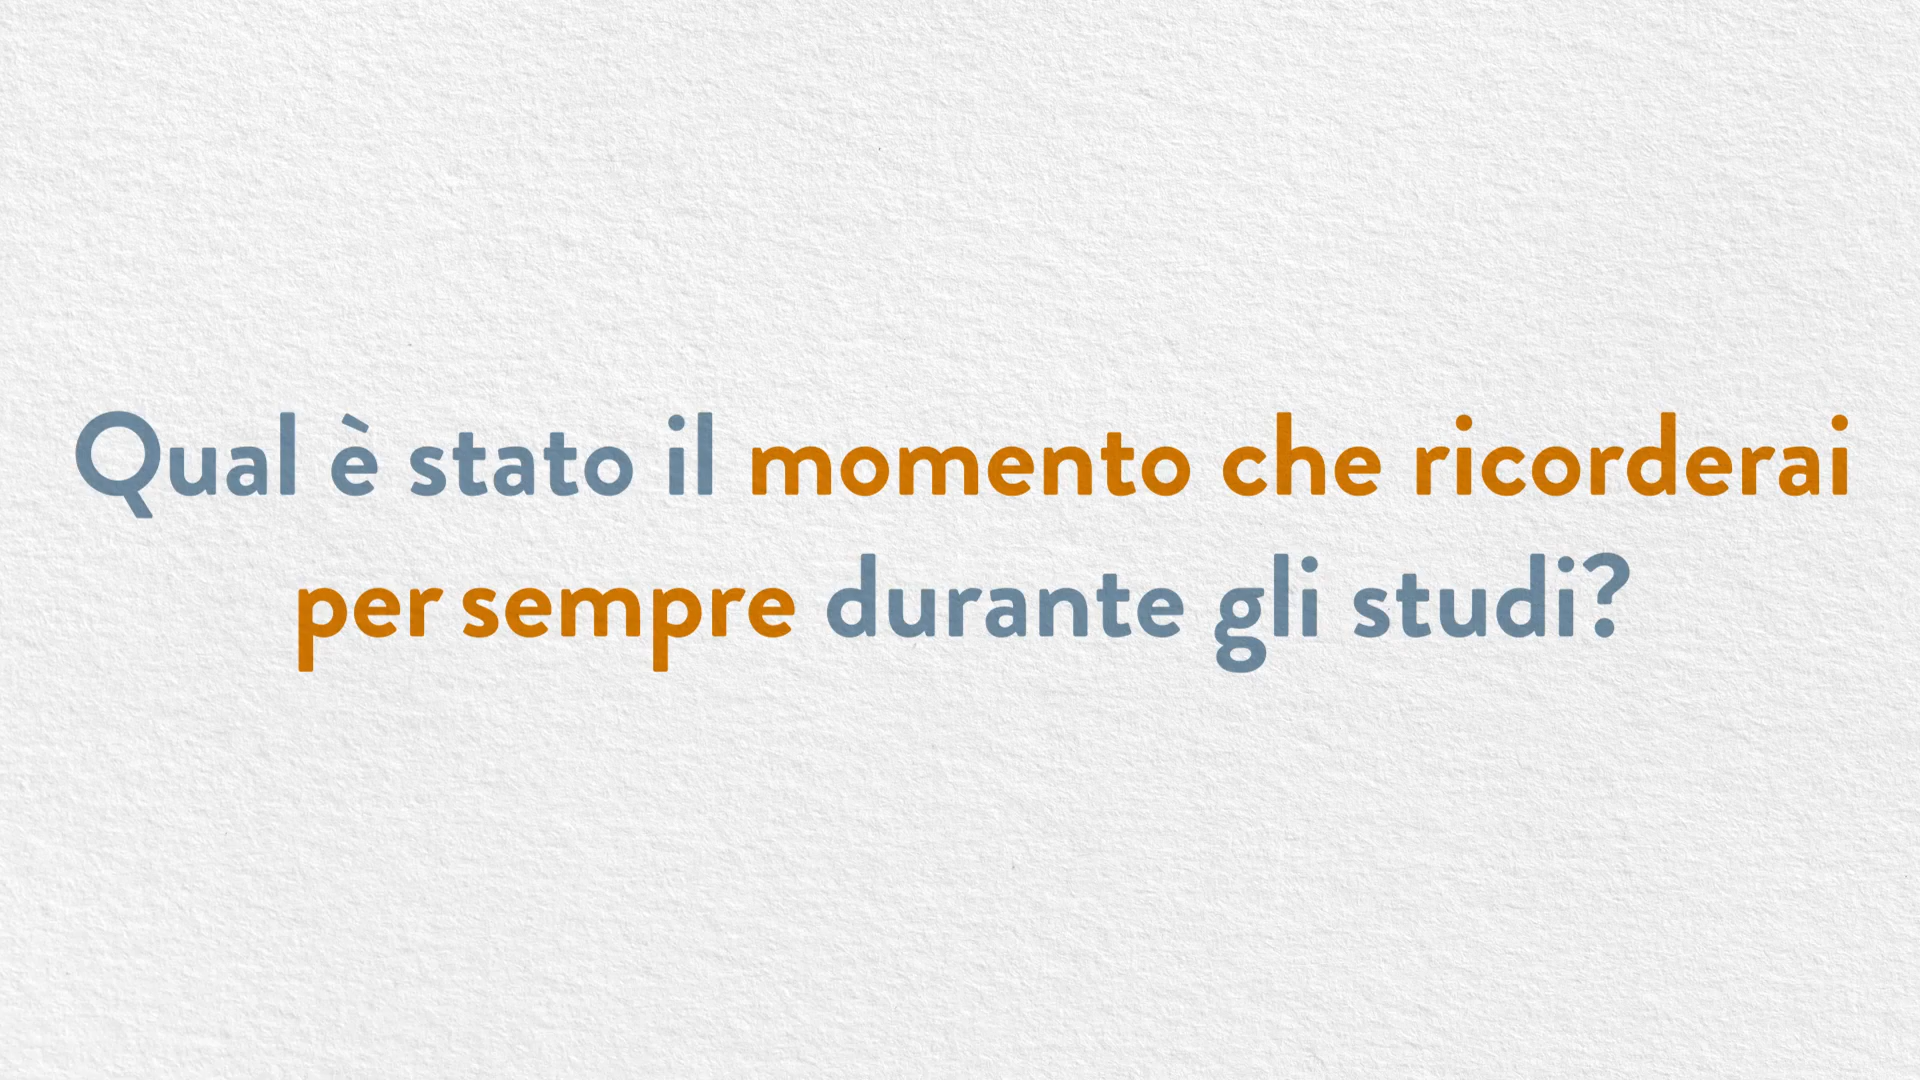 Qual è stato il momento che ricorderai
per sempre durante gli studi?